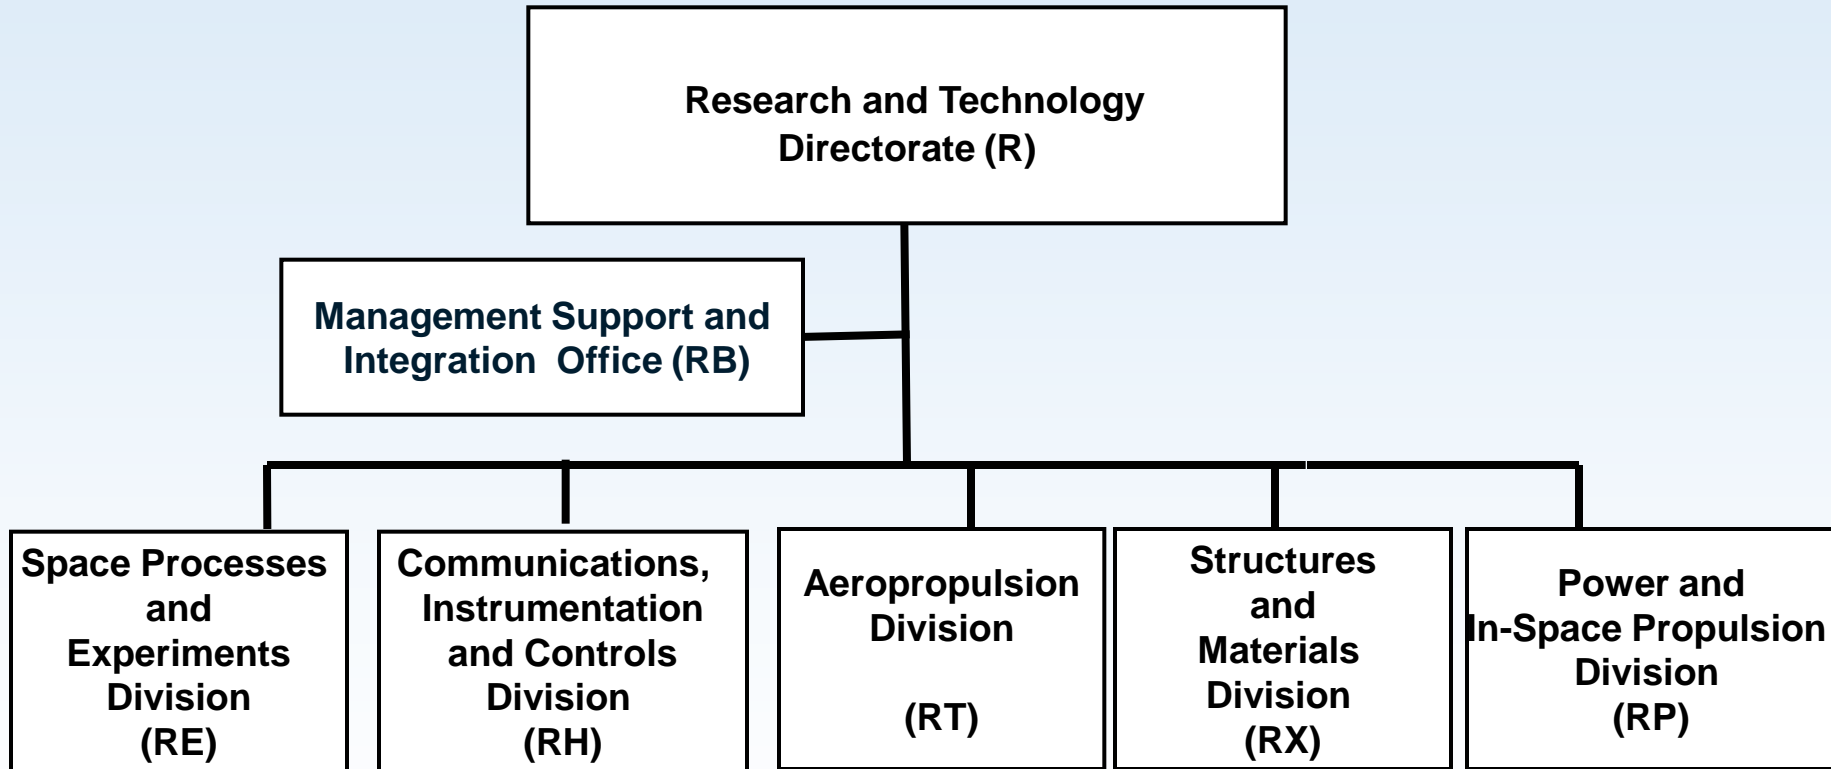 Research and Technology
Directorate (R)
Management Support and
Integration Office (RB)
Space Processes
and
Experiments
Division
(RE)
Communications,
Instrumentation
and Controls
Division
(RH)
Aeropropulsion
Division
(RT)
Structures
and
Materials
Division
(RX)
Power and
In-Space Propulsion
Division
(RP)